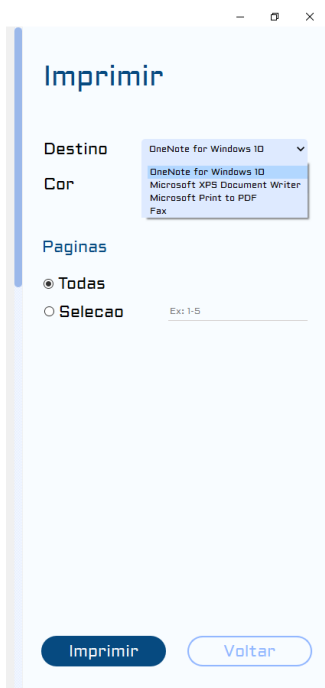 Imprimir
Destino
OneNote for Windows 10
OneNote for Windows 10
Microsoft XPS Document Writer
Microsoft Print to PDF
Fax
Cor
Paginas
Todas
Selecao
Ex: 1-5
Imprimir
Voltar